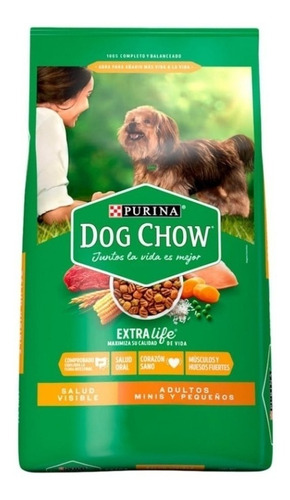 100% COMPLETO Y BALANCEADO
PURINA
DOG CHOW®
Juntos la vida es mejor
EXTRA life®
MAXIMIZA SU CALIDAD DE VIDA
COMPROBADO
SALUD ORAL
CORAZÓN SANO
MÚSCULOS Y HUESOS FUERTES
SALUD VISIBLE
ADULTOS
MINIS Y PEQUEÑOS